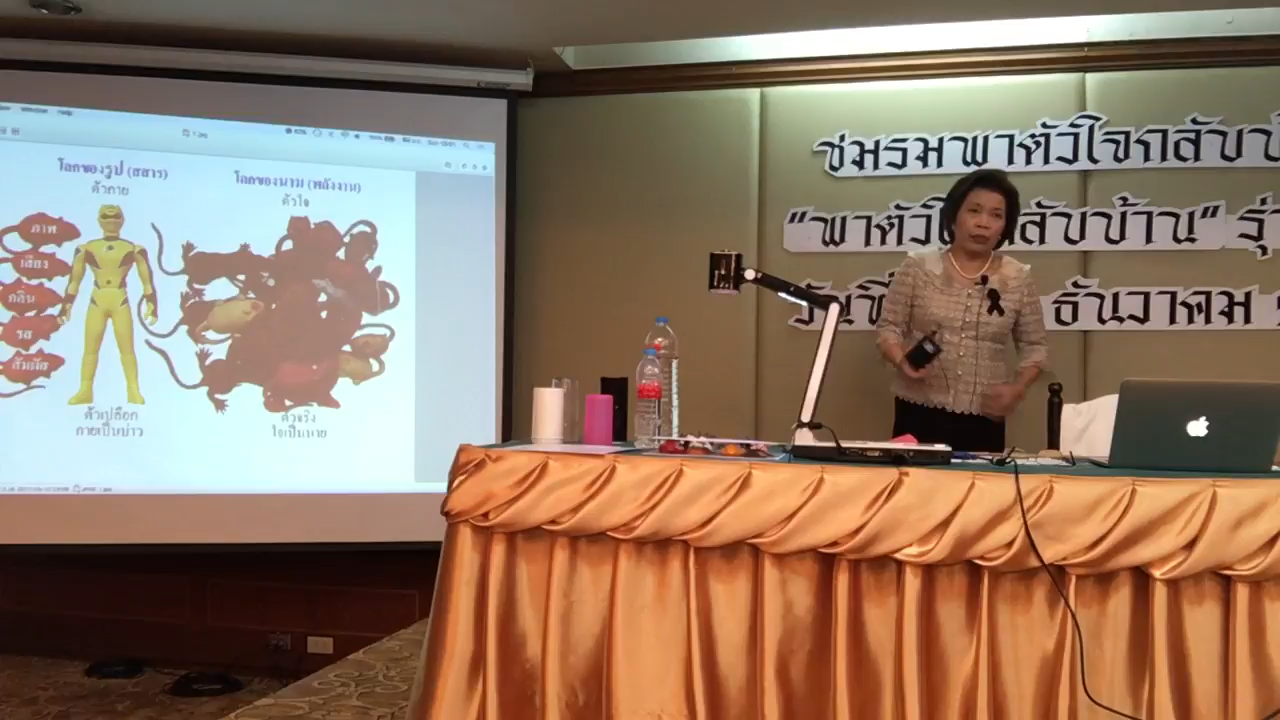 โลกของรูป (สสาร)
ตัวกาย
โลกของนาม (พลังงาน)
ตัวใจ
ภาพ
เสียง
กลิ่น
รส
สัมผัส
ตัวเปลือก
กายเป็นบ่าว
ตัวจริง
ใจเป็นนาย
ชมรมพาตัวใจกลับบ้
"พาตัวใ ลับบ้าน" รุ่
วันที่ ธันวาคม